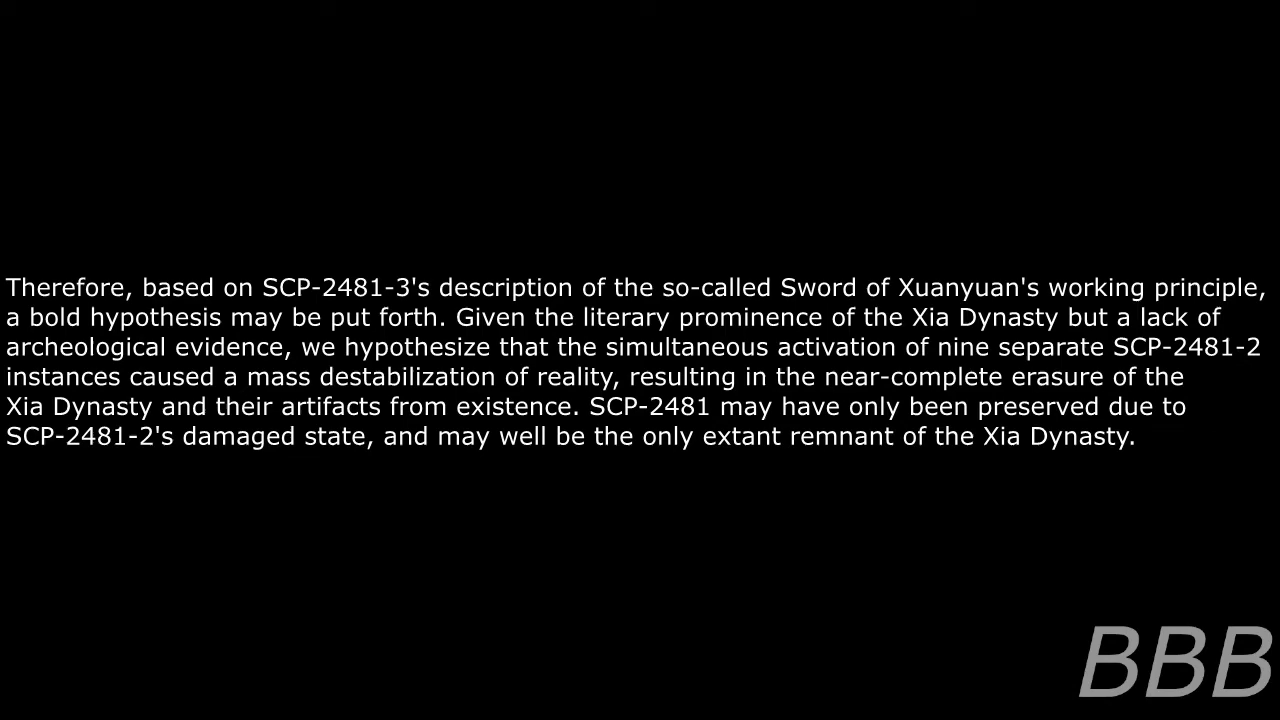 Therefore, based on SCP-2481-3's description of the so-called Sword of Xuanyuan's working principle,
a bold hypothesis may be put forth. Given the literary prominence of the Xia Dynasty but a lack of
archeological evidence, we hypothesize that the simultaneous activation of nine separate SCP-2481-2
instances caused a mass destabilization of reality, resulting in the near-complete erasure of the
Xia Dynasty and their artifacts from existence. SCP-2481 may have only been preserved due to
SCP-2481-2's damaged state, and may well be the only extant remnant of the Xia Dynasty.
BBB